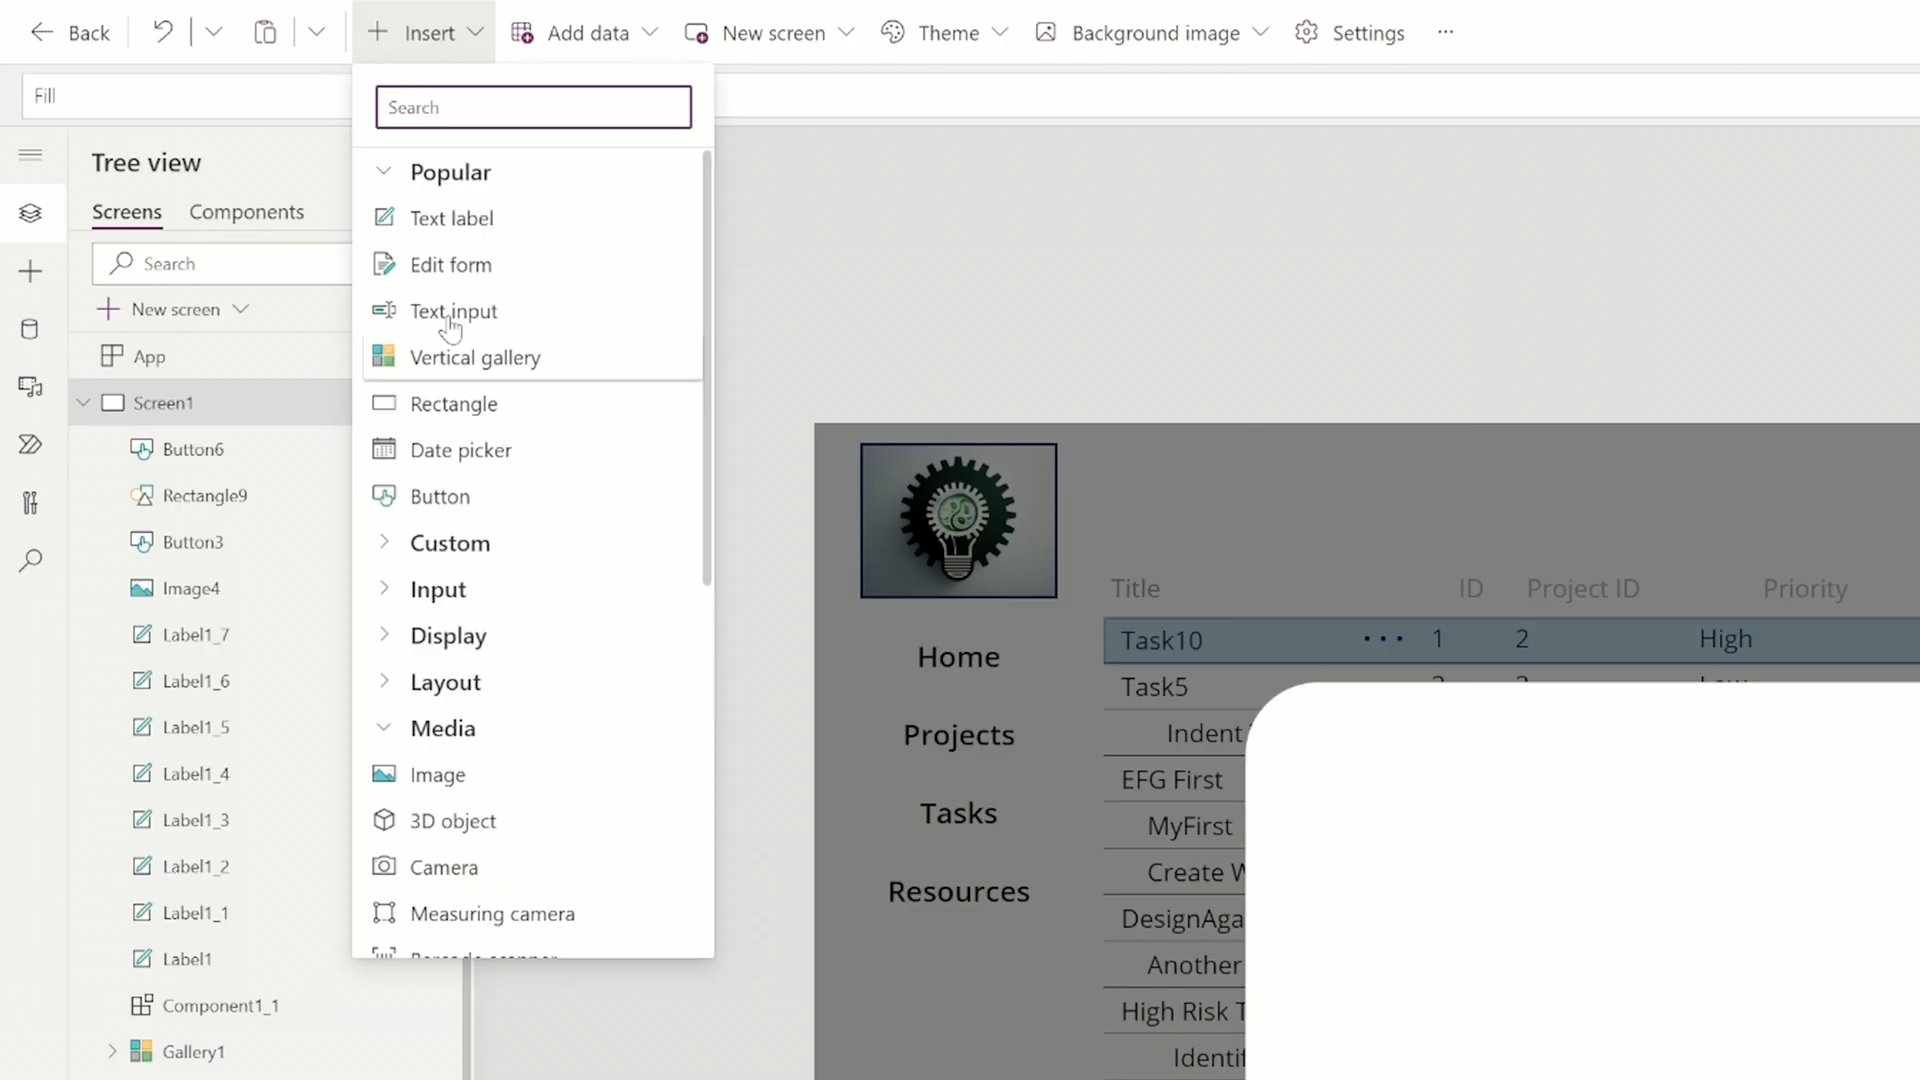 Back
Insert
Add data
New screen
Theme
Background image
Settings
...
Fill
Search
Tree view
Screens
Components
Search
New screen
App
Screen1
Button6
Rectangle9
Button3
Image4
Label1_7
Label1_6
Label1_5
Label1_4
Label1_3
Label1_2
Label1_1
Label1
Component1_1
Gallery1
Popular
Text label
Edit form
Text input
Vertical gallery
Rectangle
Date picker
Button
Custom
Input
Display
Layout
Media
Image
3D object
Camera
Measuring camera
Barcode scanner
Home
Projects
Tasks
Resources
Title ID Project ID Priority
Task10 ... 1 2 High
Task5
Indent
EFG First
MyFirst
Create W
DesignAga
Another
High Risk T
Identif